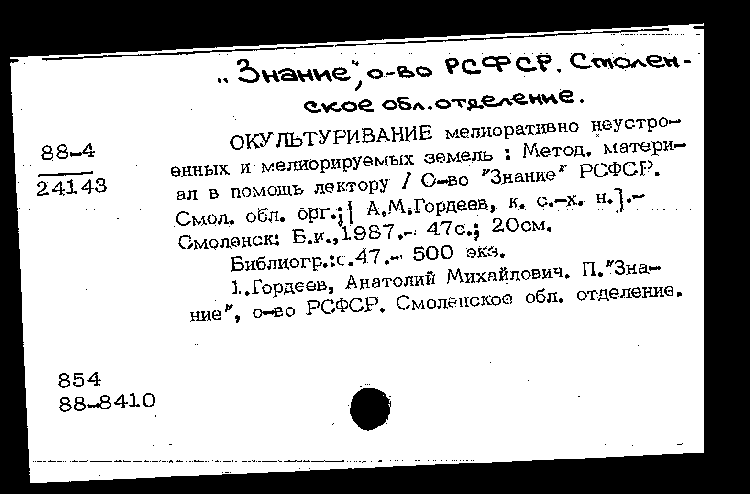 „Знание", о-во РСФСР. Смолен-
ское обл.отделение.
88-4
24143
ОКУЛЬТУРИВАНИЕ мелиоративно неустро-
енных и мелиорируемых земель : Метод. матери-
ал в помощь лектору / О-во "Знание" РСФСР.
Смол. обл. орг.;[ А.М.Гордеев, к. с.-х. н.].-
Смоленск: Б.и.,1987.- 47с.; 20см.
Библиогр.:с.47.- 500 экз.
1.Гордеев, Анатолий Михайлович. П."Зна-
ние", о-во РСФСР. Смоленское обл. отделение.
854
88-8410